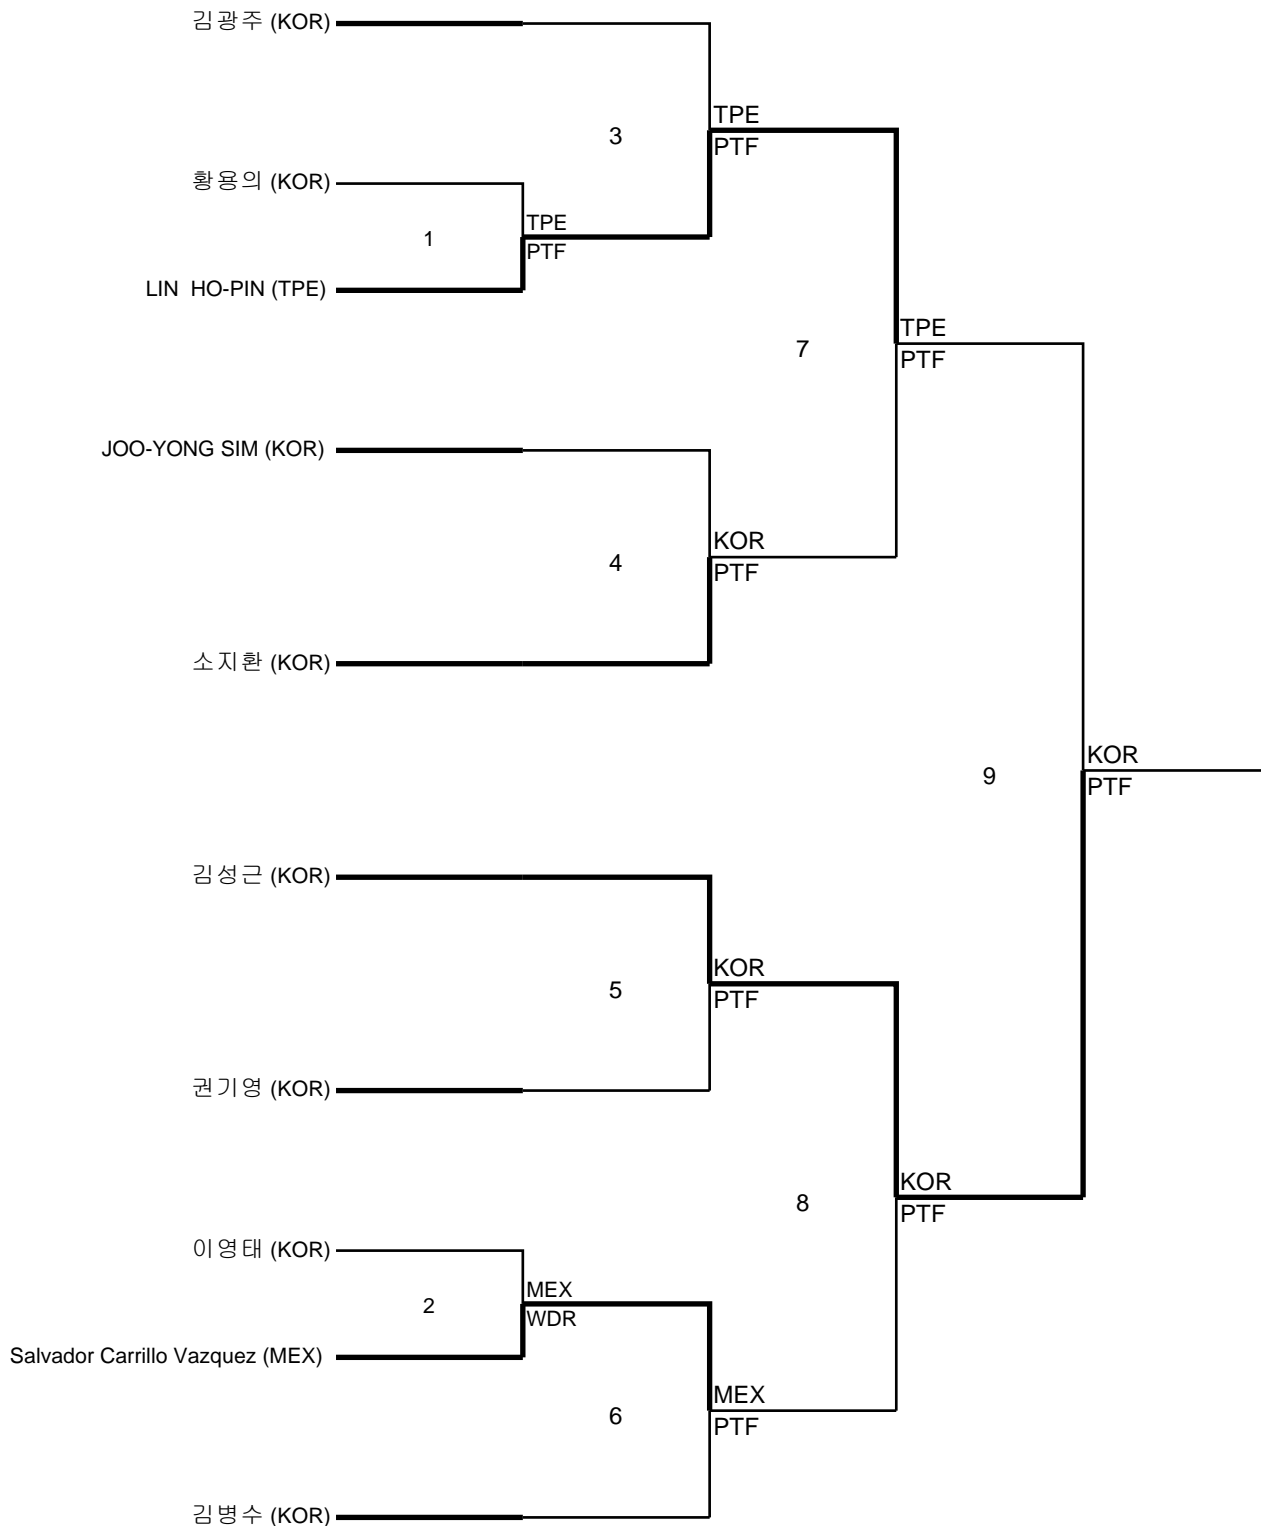 김광주 (KOR)
TPE
3
PTF
황용의 (KOR)
TPE
1
PTF
LIN HO-PIN (TPE)
TPE
7
PTF
JOO-YONG SIM (KOR)
KOR
4
PTF
소지환 (KOR)
KOR
9
PTF
김성근 (KOR)
KOR
5
PTF
권기영 (KOR)
KOR
8
PTF
이영태 (KOR)
MEX
2
WDR
Salvador Carrillo Vazquez (MEX)
MEX
6
PTF
김병수 (KOR)